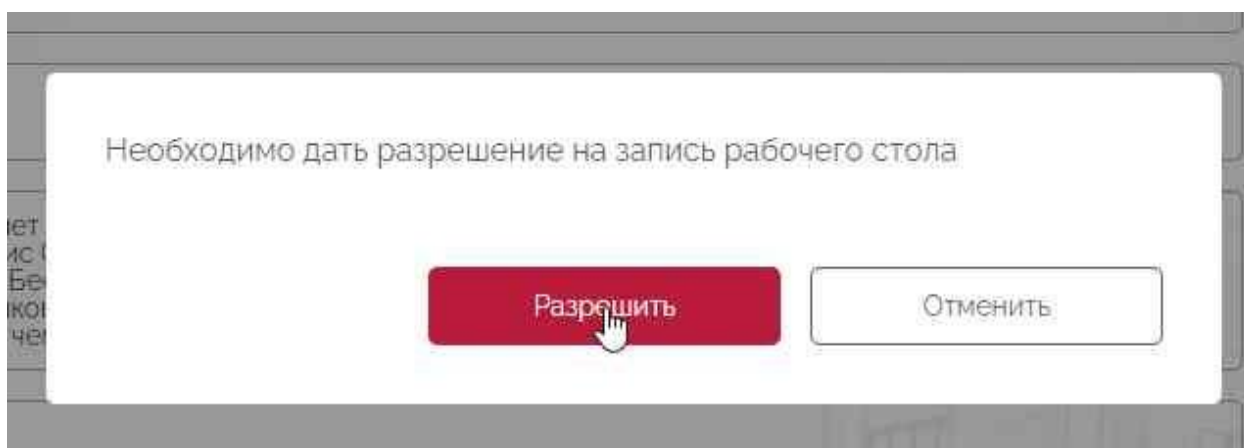 Необходимо дать разрешение на запись рабочего стола
Разрешить
Отменить